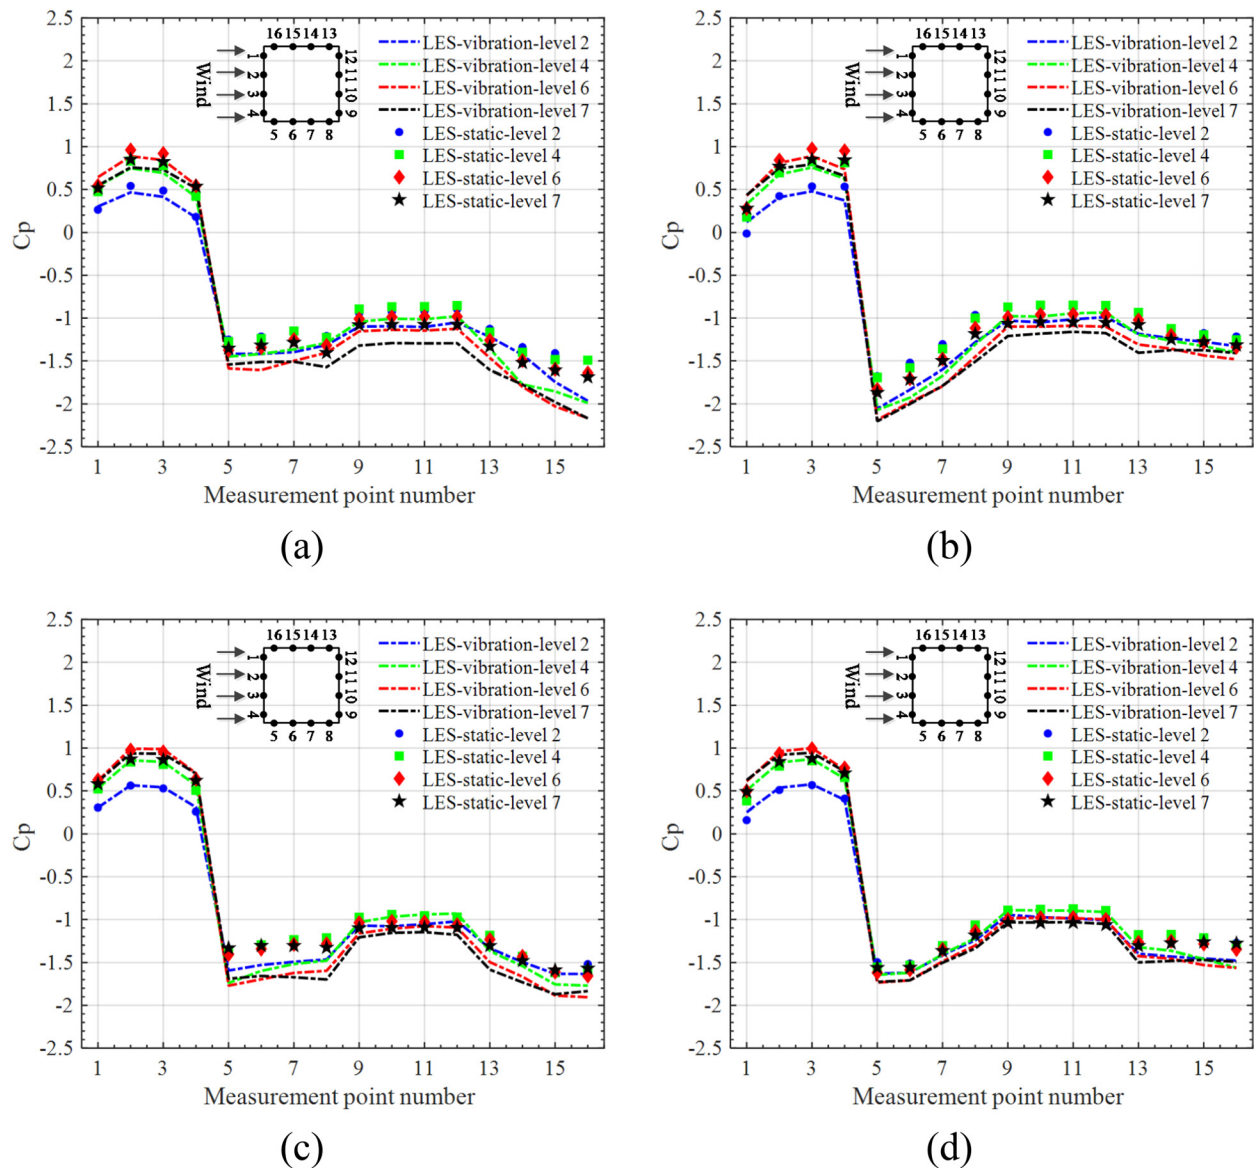 2.5
2
1.5
1
0.5
0
-0.5
-1
-1.5
-2
-2.5
Cp
16 15 14 13
Wind
1
2
3
4
12
11
10
9
5 6 7 8
LES-vibration-level 2
LES-vibration-level 4
LES-vibration-level 6
LES-vibration-level 7
LES-static-level 2
LES-static-level 4
LES-static-level 6
LES-static-level 7
1 3 5 7 9 11 13 15
Measurement point number
(a)
2.5
2
1.5
1
0.5
0
-0.5
-1
-1.5
-2
-2.5
Cp
16 15 14 13
Wind
1
2
3
4
12
11
10
9
5 6 7 8
LES-vibration-level 2
LES-vibration-level 4
LES-vibration-level 6
LES-vibration-level 7
LES-static-level 2
LES-static-level 4
LES-static-level 6
LES-static-level 7
1 3 5 7 9 11 13 15
Measurement point number
(b)
2.5
2
1.5
1
0.5
0
-0.5
-1
-1.5
-2
-2.5
Cp
16 15 14 13
Wind
1
2
3
4
12
11
10
9
5 6 7 8
LES-vibration-level 2
LES-vibration-level 4
LES-vibration-level 6
LES-vibration-level 7
LES-static-level 2
LES-static-level 4
LES-static-level 6
LES-static-level 7
1 3 5 7 9 11 13 15
Measurement point number
(c)
2.5
2
1.5
1
0.5
0
-0.5
-1
-1.5
-2
-2.5
Cp
16 15 14 13
Wind
1
2
3
4
12
11
10
9
5 6 7 8
LES-vibration-level 2
LES-vibration-level 4
LES-vibration-level 6
LES-vibration-level 7
LES-static-level 2
LES-static-level 4
LES-static-level 6
LES-static-level 7
1 3 5 7 9 11 13 15
Measurement point number
(d)